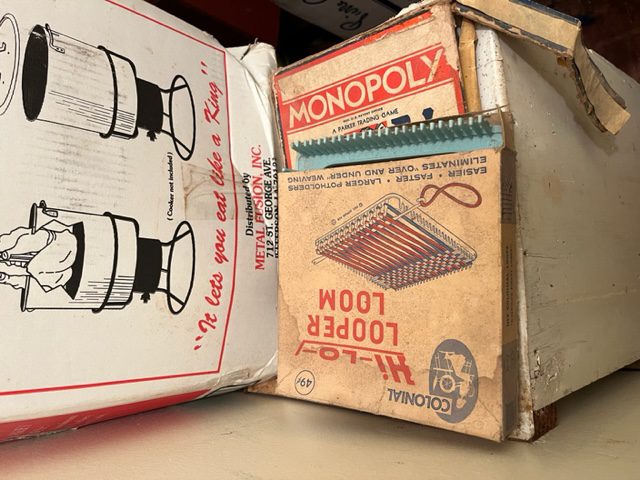 ( Cooker not included )
"It lets you eat like a King"
Distributed by
METAL FUSION, INC.
712 ST. GEORGE AVE.
MONOPOLY
A PARKER TRADING GAME
COLONIAL
49¢
Hi-Lo
LOOPER
LOOM
EASIER • FASTER • LARGER POTHOLDERS
ELIMINATES "OVER AND UNDER" WEAVING